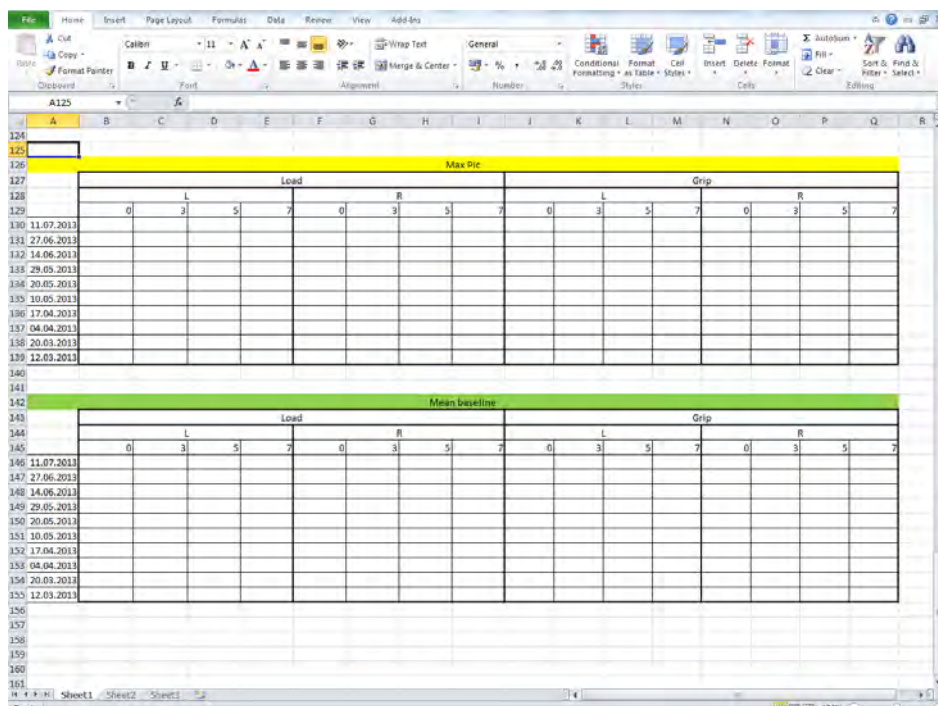 File Home Insert Page Layout Formulas Data Review View Add-Ins
Cut Calibri 11 A A Wrap Text General AutoSum
Copy Fill
Paste Format Painter B I U A Merge & Center % , Conditional Formatting as Table Format Cell Styles Insert Delete Format Clear Sort & Filter Find & Select
Clipboard Font Alignment Number Styles Cells Editing
A125 fx
A B C D E F G H I J K L M N O P Q R
124
125
126 Max Pic
127 Load Grip
128 L R L R
129 0 3 5 7 0 3 5 7 0 3 5 7 0 3 5 7
130 11.07.2013
131 27.06.2013
132 14.06.2013
133 29.05.2013
134 20.05.2013
135 10.05.2013
136 17.04.2013
137 04.04.2013
138 20.03.2013
139 12.03.2013
140
141
142 Mean baseline
143 Load Grip
144 L R L R
145 0 3 5 7 0 3 5 7 0 3 5 7 0 3 5 7
146 11.07.2013
147 27.06.2013
148 14.06.2013
149 29.05.2013
150 20.05.2013
151 10.05.2013
152 17.04.2013
153 04.04.2013
154 20.03.2013
155 12.03.2013
156
157
158
159
160
161
Sheet1 Sheet2 Sheet3